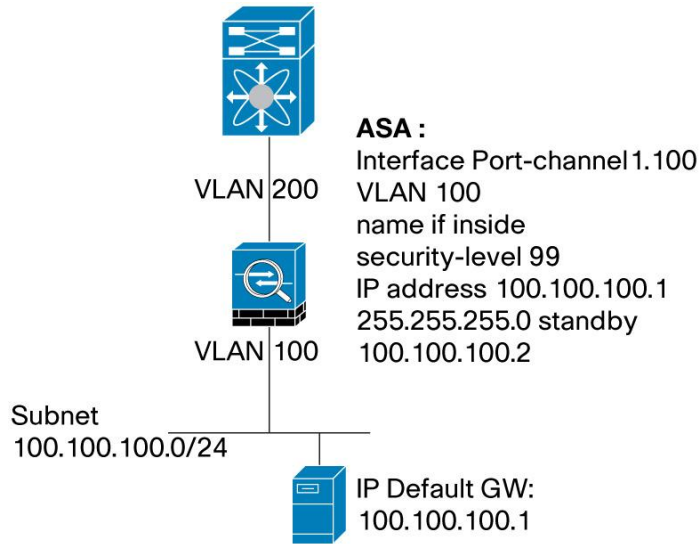 VLAN 200
ASA :
Interface Port-channel1.100
VLAN 100
name if inside
security-level 99
IP address 100.100.100.1
255.255.255.0 standby
100.100.100.2
VLAN 100
Subnet
100.100.100.0/24
IP Default GW:
100.100.100.1